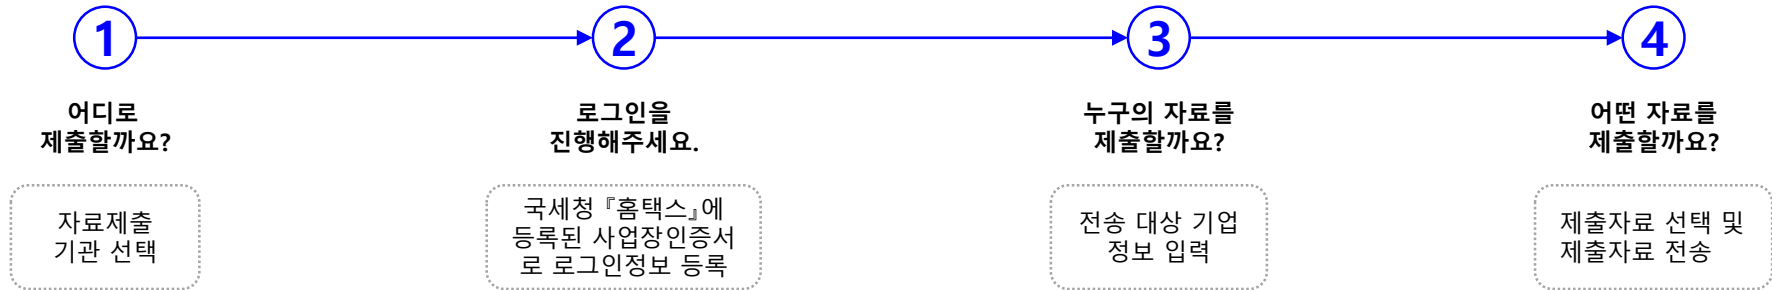 1
2
3
4
어디로
제출할까요?
로그인을
진행해주세요.
누구의 자료를
제출할까요?
어떤 자료를
제출할까요?
자료제출
기관 선택
국세청 『홈택스』에
등록된 사업장인증서
로 로그인정보 등록
전송 대상 기업
정보 입력
제출자료 선택 및
제출자료 전송